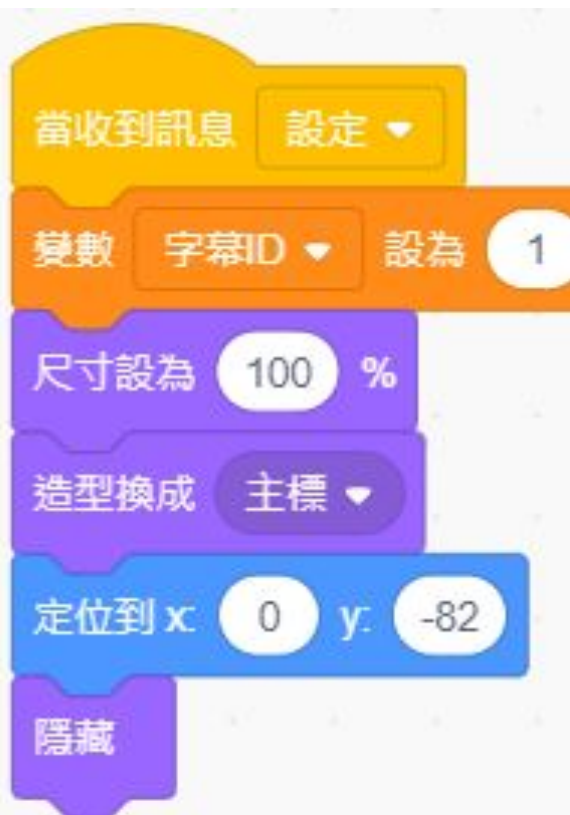 當收到訊息 設定
變數 字幕ID 設為 1
尺寸設為 100 %
造型換成 主標
定位到 x: 0 y: -82
隱藏